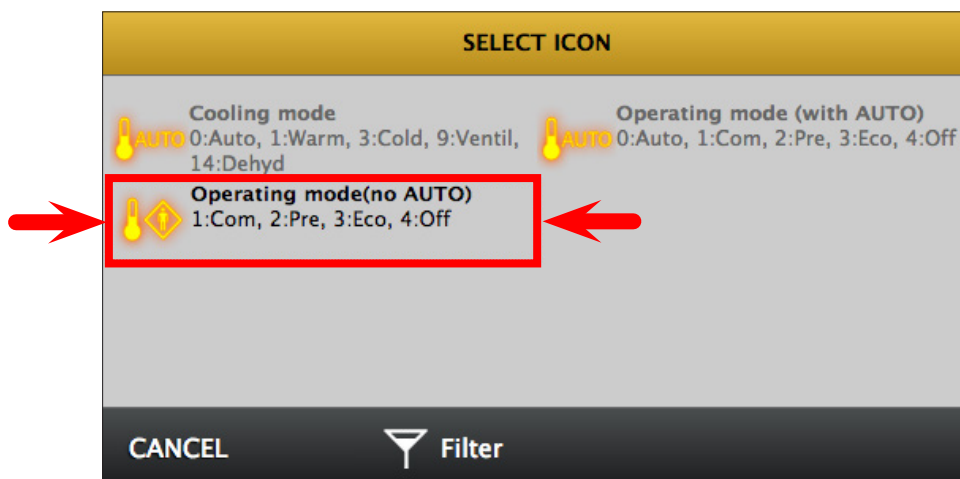 SELECT ICON
AUTO
Cooling mode
0:Auto, 1:Warm, 3:Cold, 9:Ventil,
14:Dehyd
AUTO
Operating mode (with AUTO)
0:Auto, 1:Com, 2:Pre, 3:Eco, 4:Off
Operating mode(no AUTO)
1:Com, 2:Pre, 3:Eco, 4:Off
CANCEL
Filter